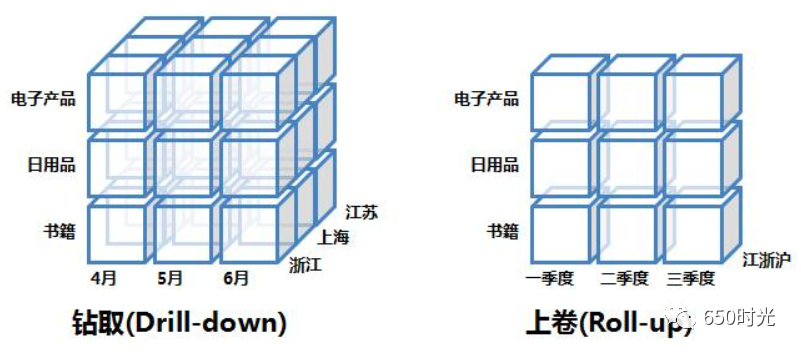 电子产品
日用品
书籍
4月
5月
6月
浙江
上海
江苏
钻取(Drill-down)
电子产品
日用品
书籍
一季度
二季度
三季度
江浙沪
上卷(Roll-up)
650时光